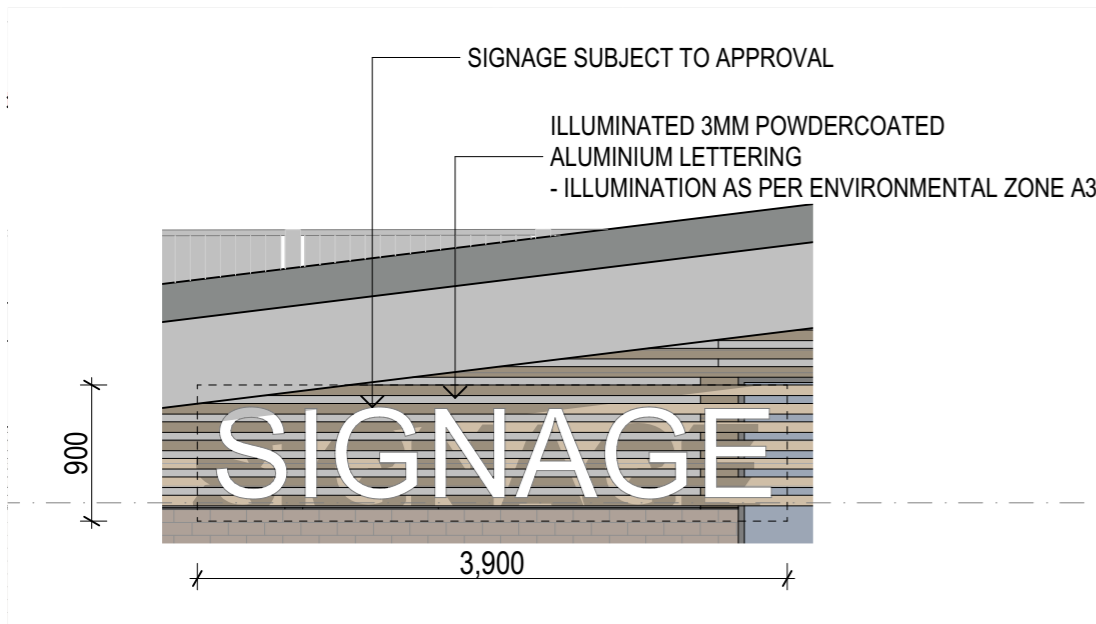 SIGNAGE SUBJECT TO APPROVAL
ILLUMINATED 3MM POWDERCOATED
ALUMINIUM LETTERING
- ILLUMINATION AS PER ENVIRONMENTAL ZONE A3
900
SIGNAGE
3,900